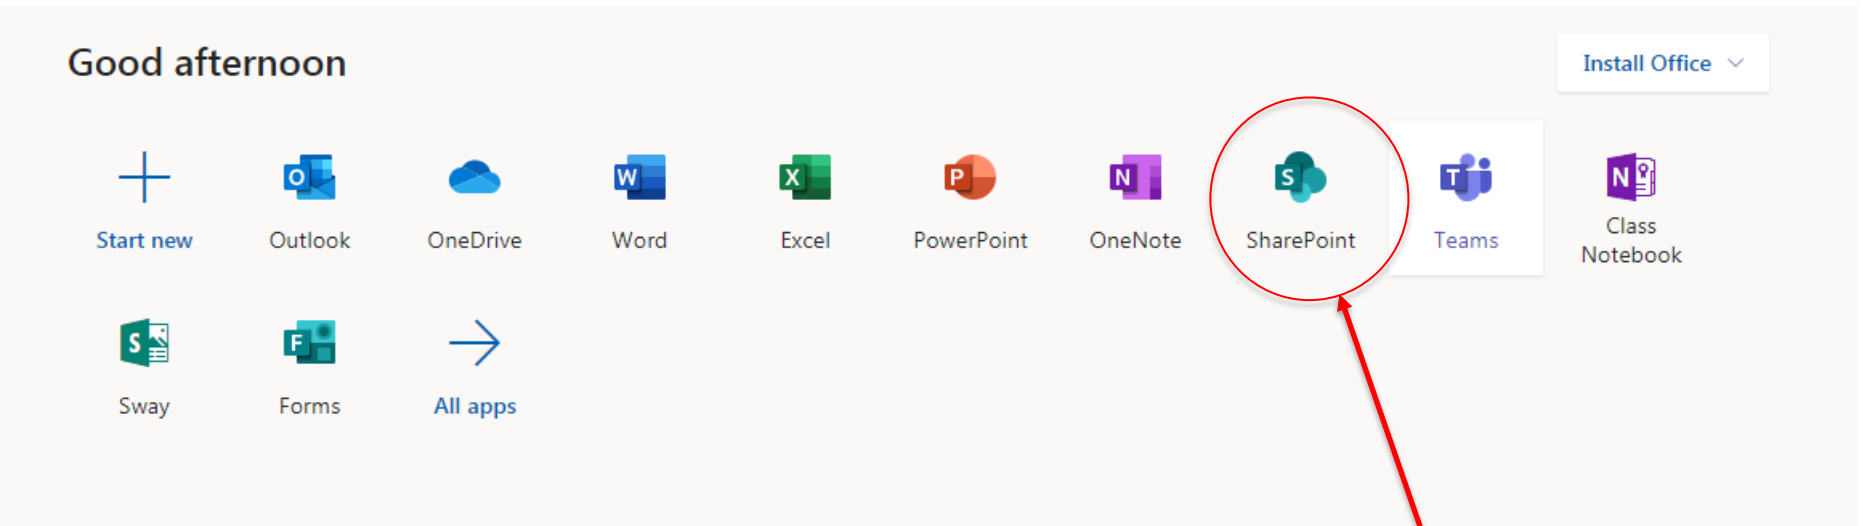 Good afternoon
Install Office
O
W
X
P
N
S
T
N
Start new
Outlook
OneDrive
Word
Excel
PowerPoint
OneNote
SharePoint
Teams
Class
Notebook
S
F
Sway
Forms
All apps